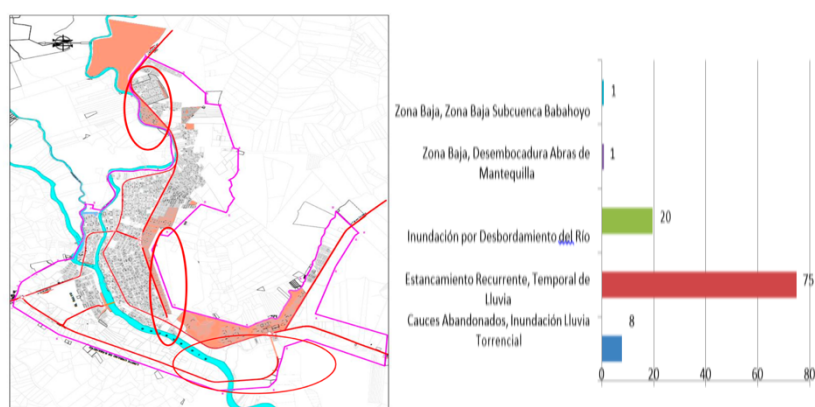 1
Zona Baja, Zona Baja Subcuenca Babahoyo
1
Zona Baja, Desembocadura Abras de
Mantequilla
20
Inundación por Desbordamiento del Río
Estancamiento Recurrente, Temporal de
Lluvia
75
Cauces Abandonados, Inundación Lluvia
Torrencial
8
0 20 40 60 80